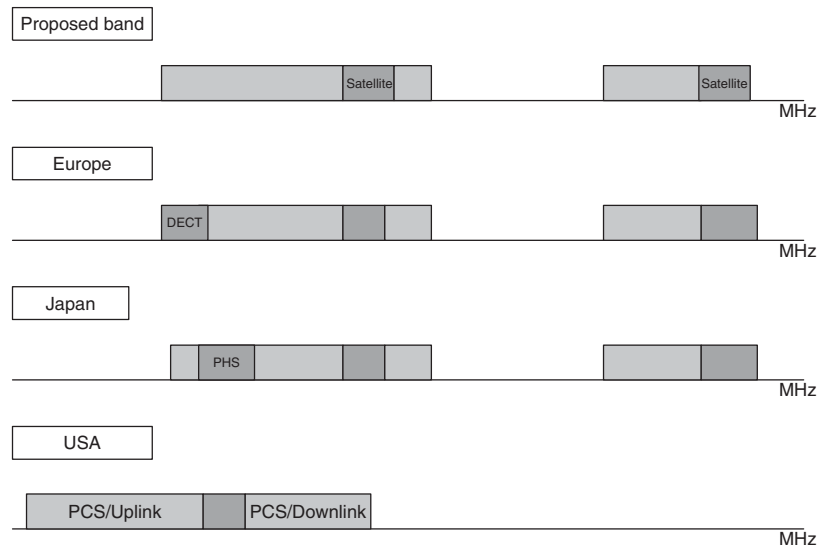 Proposed band
Satellite
Satellite
MHz
Europe
DECT
MHz
Japan
PHS
MHz
USA
PCS/Uplink
PCS/Downlink
MHz